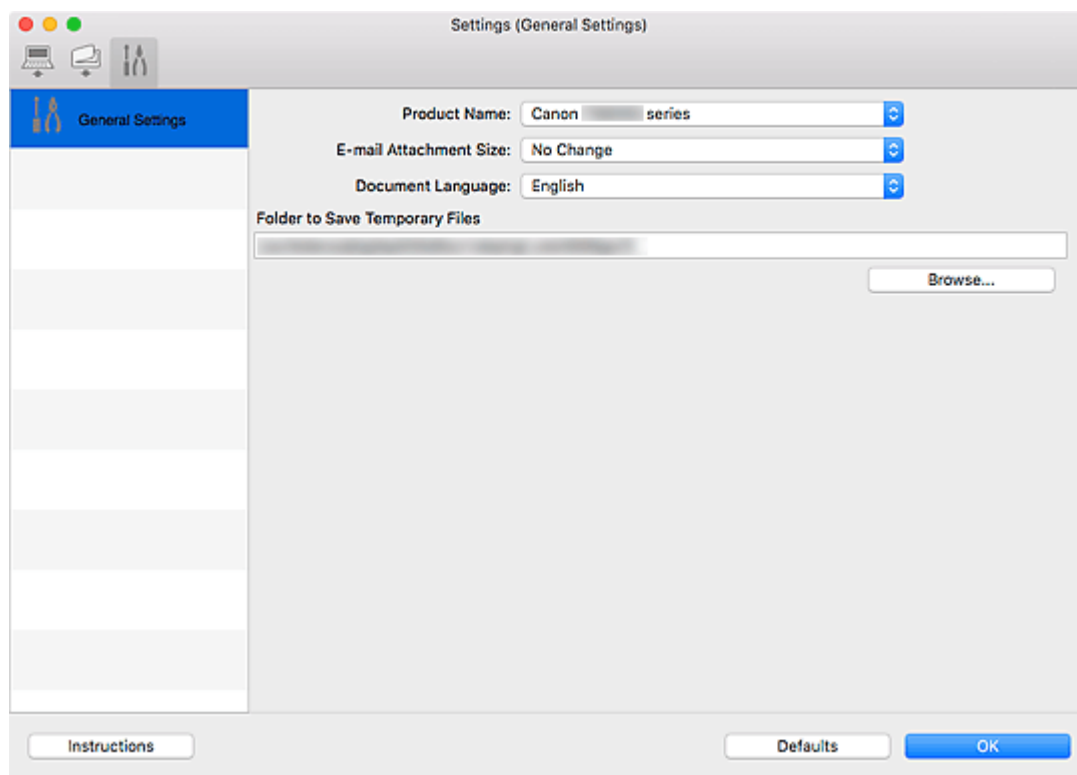 Settings (General Settings)
General Settings
Product Name: Canon series
E-mail Attachment Size: No Change
Document Language: English
Folder to Save Temporary Files
Browse...
Instructions
Defaults
OK